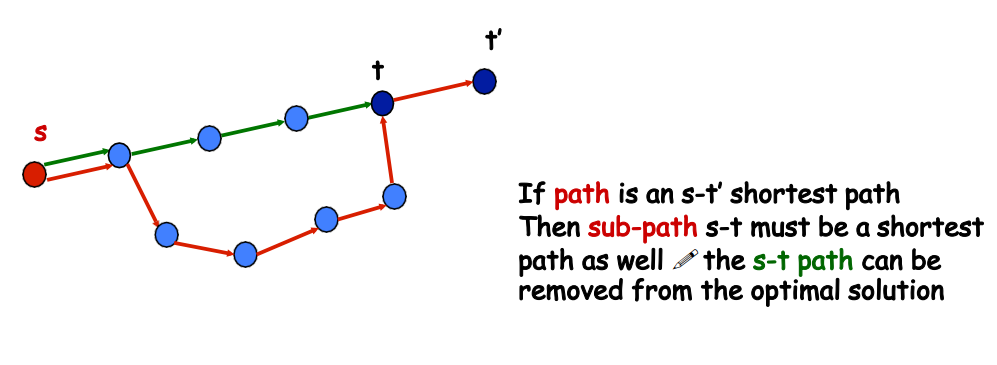 t'
t
s
If path is an s-t' shortest path
Then sub-path s-t must be a shortest
path as well ✏ the s-t path can be
removed from the optimal solution